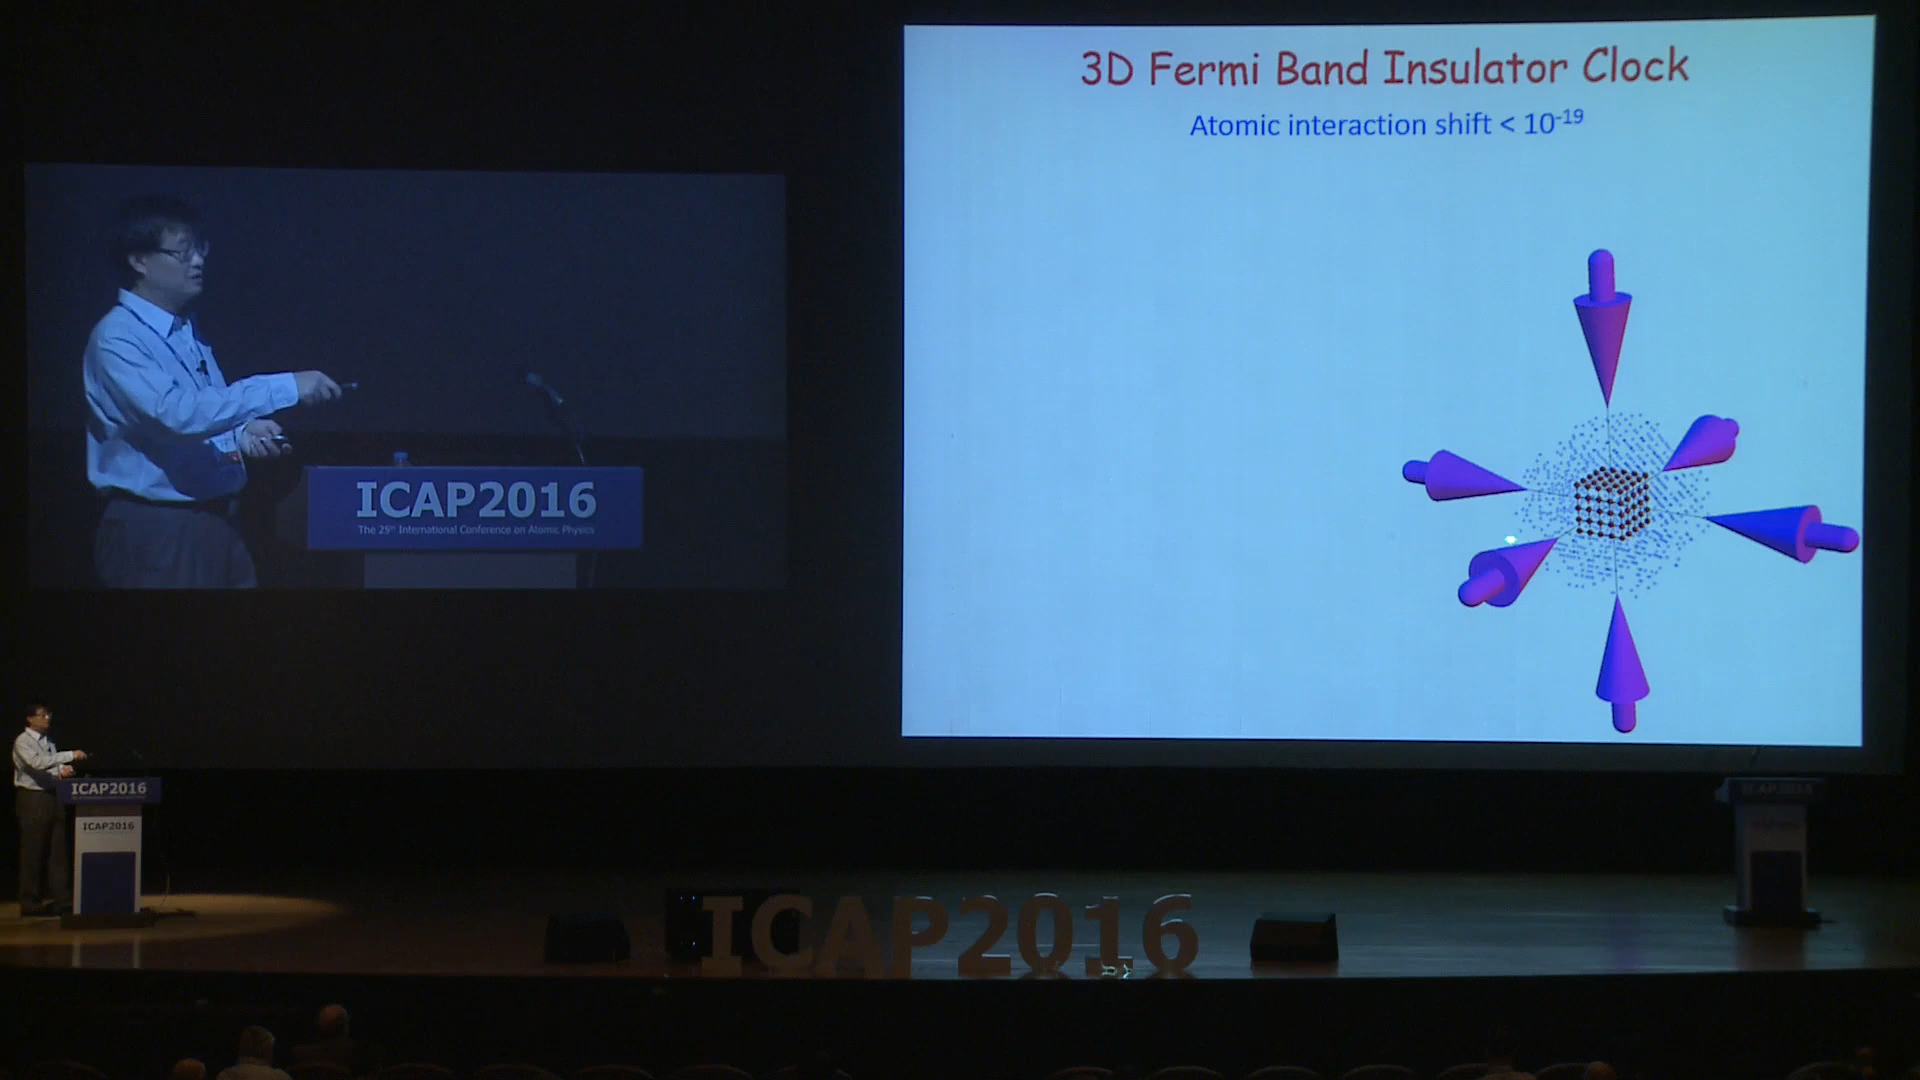 3D Fermi Band Insulator Clock
Atomic interaction shift < 10⁻¹⁹
ICAP2016
The 25th International Conference on Atomic Physics
ICAP2016
ICAP2016
ICAP2016
ICAP2016